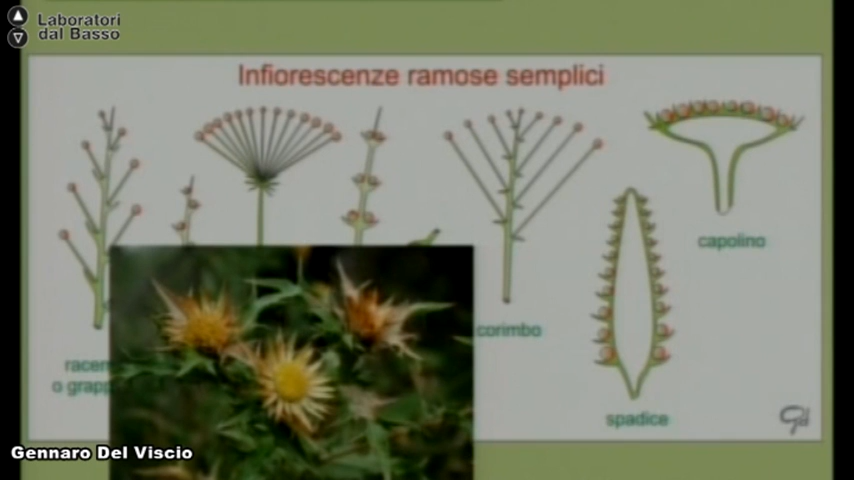 Laboratori
dal Basso
Infiorescenze ramose semplici
capolino
corimbo
o
spadice
Gennaro Del Viscio